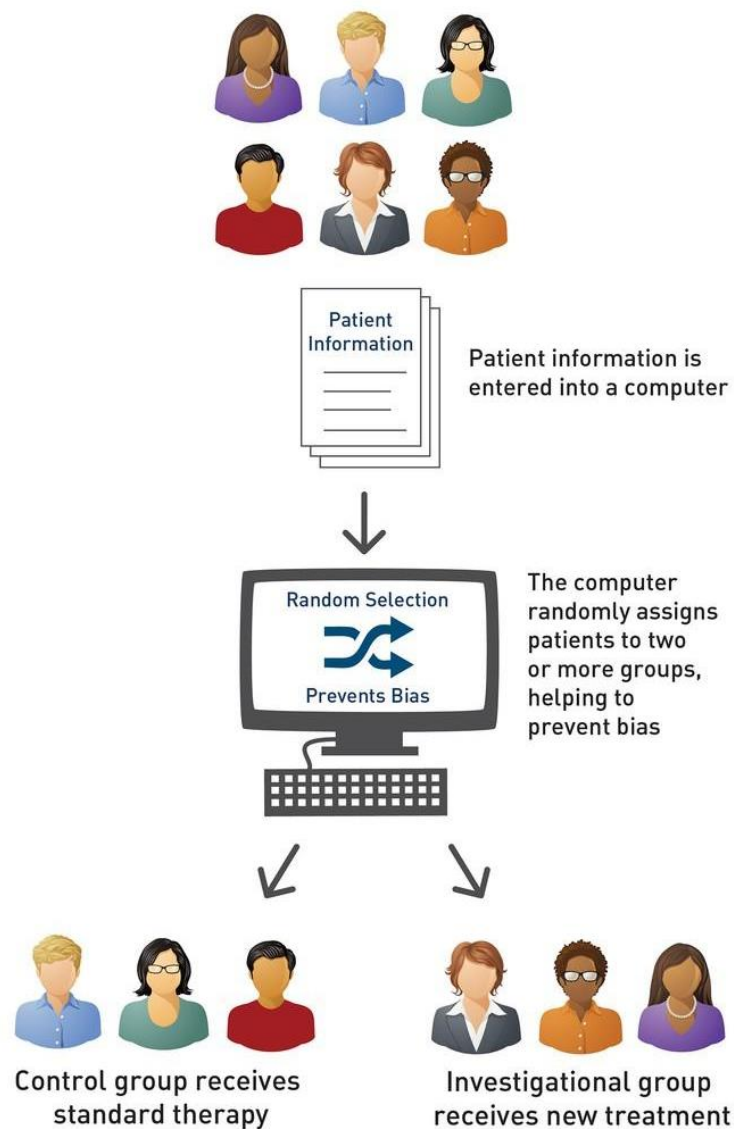 Patient
Information
Patient information is
entered into a computer
Random Selection
Prevents Bias
The computer
randomly assigns
patients to two
or more groups,
helping to
prevent bias
Control group receives
standard therapy
Investigational group
receives new treatment